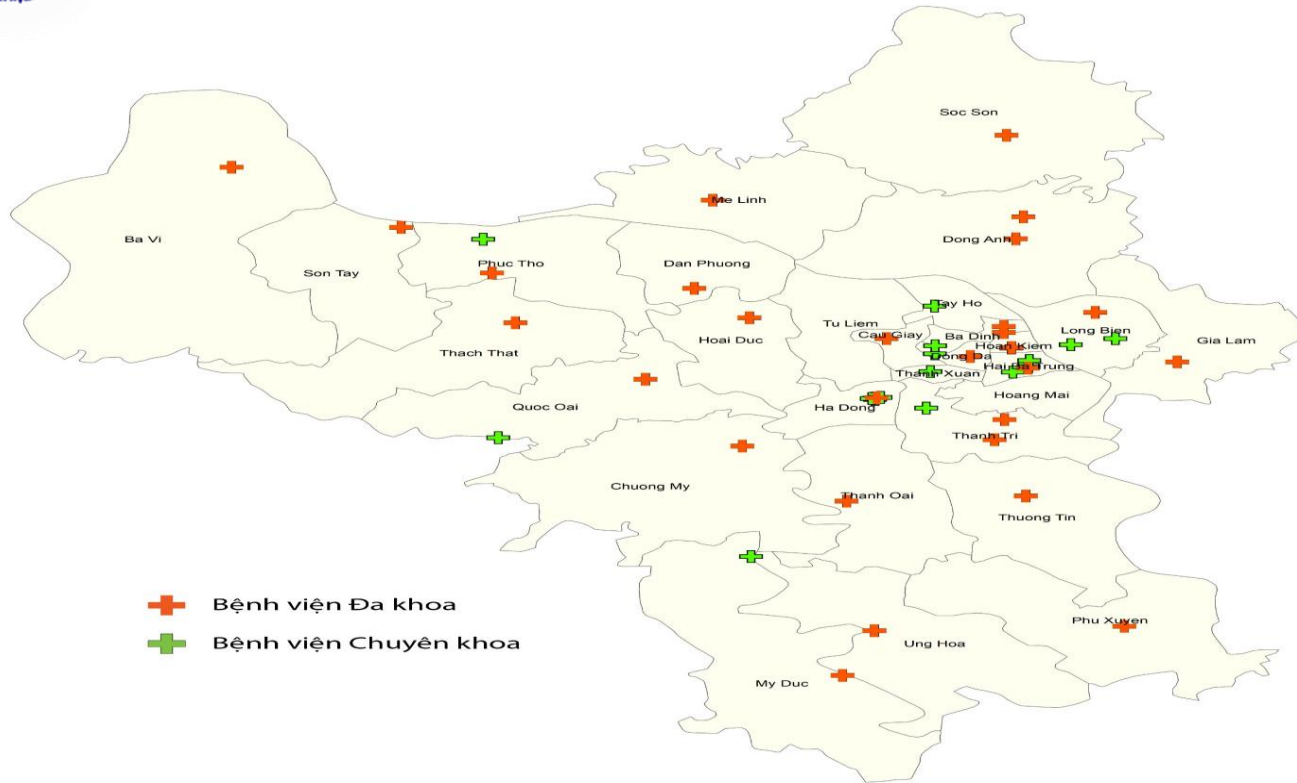 Soc Son
Me Linh
Ba Vi
Dong Anh
Son Tay
Phuc Tho
Dan Phuong
Tay Ho
Tu Liem
Cau Giay
Ba Dinh
Long Bien
Gia Lam
Hoai Duc
Thach That
Hoan Kiem
Dong Da
Hai Ba Trung
Thanh Xuan
Hoang Mai
Quoc Oai
Ha Dong
Thanh Tri
Chuong My
Thanh Oai
Thuong Tin
Bệnh viện Đa khoa
Bệnh viện Chuyên khoa
Phu Xuyen
Ung Hoa
My Duc